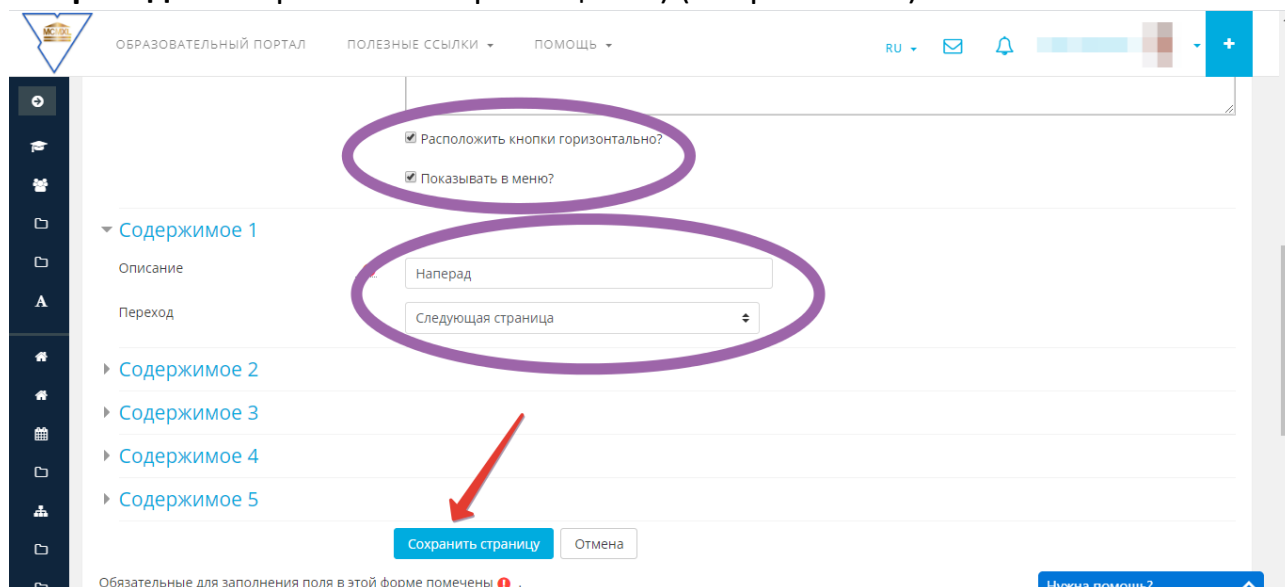 МСΛΙΧΙ
ОБРАЗОВАТЕЛЬНЫЙ ПОРТАЛ ПОЛЕЗНЫЕ ССЫЛКИ ПОМОЩЬ RU +
Расположить кнопки горизонтально?
Показывать в меню?
Содержимое 1
Описание Наперад
Переход Следующая страница
Содержимое 2
Содержимое 3
Содержимое 4
Содержимое 5
Сохранить страницу Отмена
Обязательные для заполнения поля в этой форме помечены .
Нужна помощь?